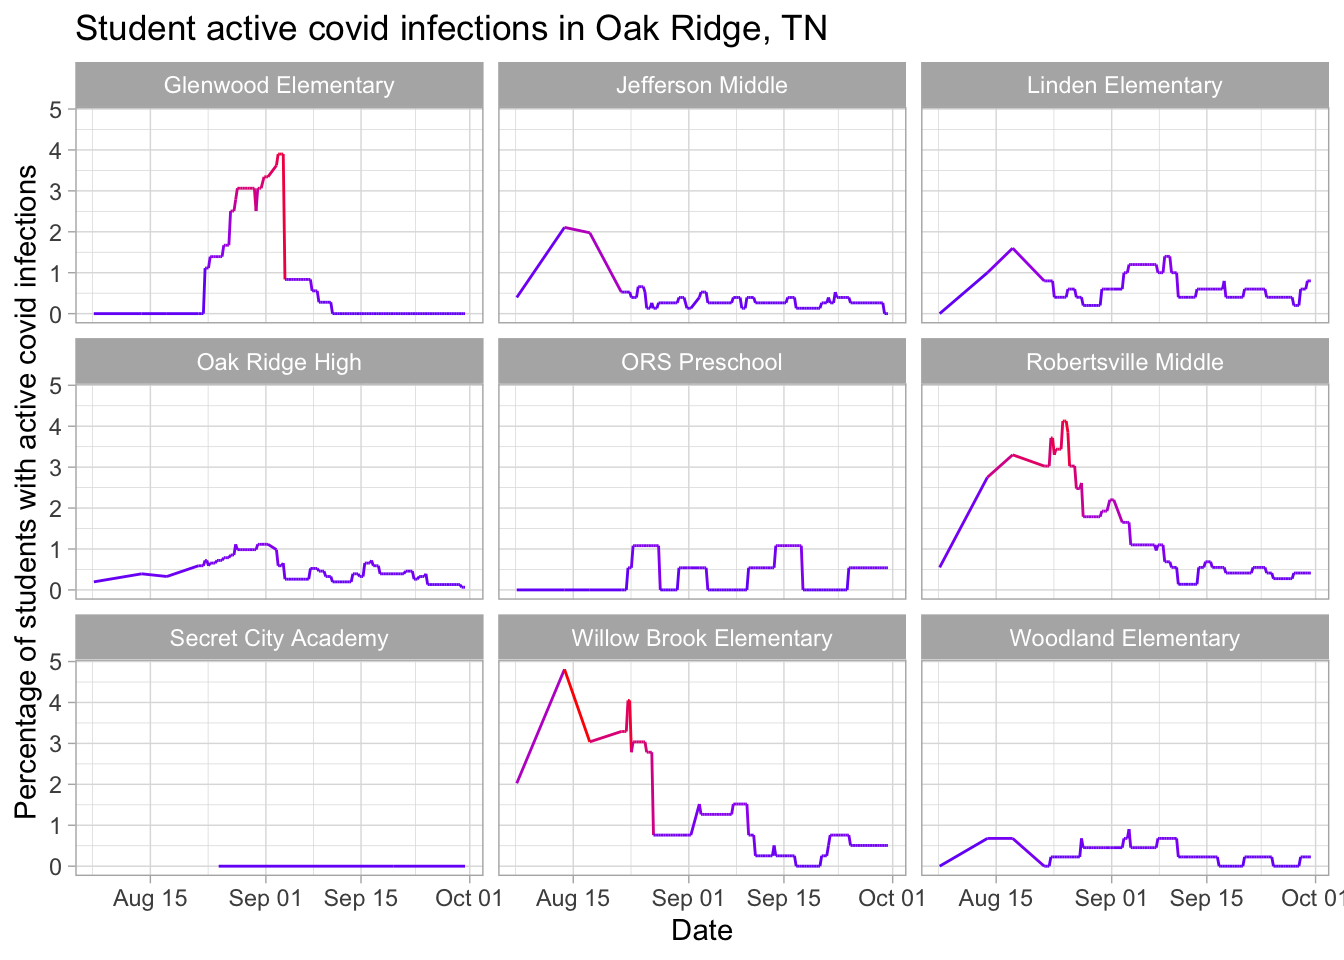 Student active covid infections in Oak Ridge, TN
Glenwood Elementary
Jefferson Middle
Linden Elementary
5
4
3
2
1
0
Oak Ridge High
ORS Preschool
Robertsville Middle
5
4
3
2
1
0
Secret City Academy
Willow Brook Elementary
Woodland Elementary
5
4
3
2
1
0
Percentage of students with active covid infections
Aug 15 Sep 01 Sep 15 Oct 01
Aug 15 Sep 01 Sep 15 Oct 01
Aug 15 Sep 01 Sep 15 Oct 01
Date